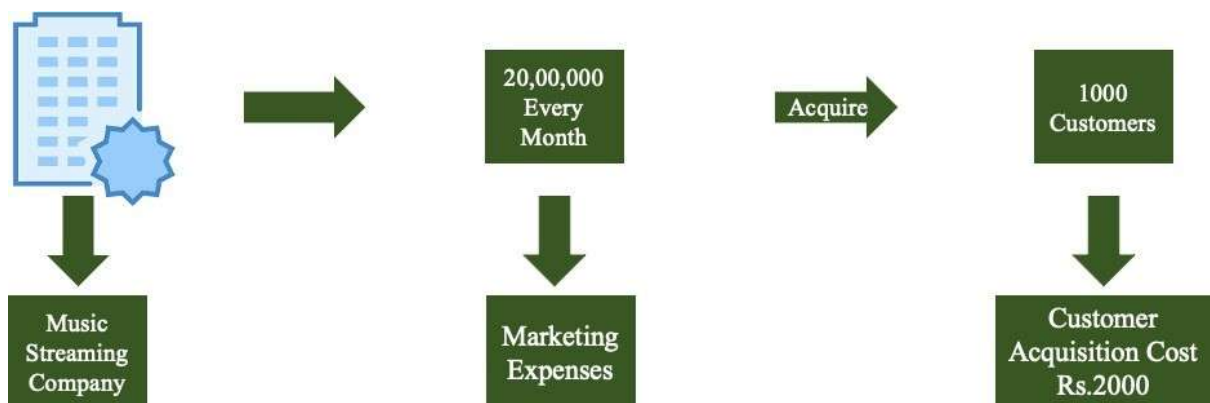 20,00,000
Every
Month
Acquire
1000
Customers
Music
Streaming
Company
Marketing
Expenses
Customer
Acquisition Cost
Rs.2000